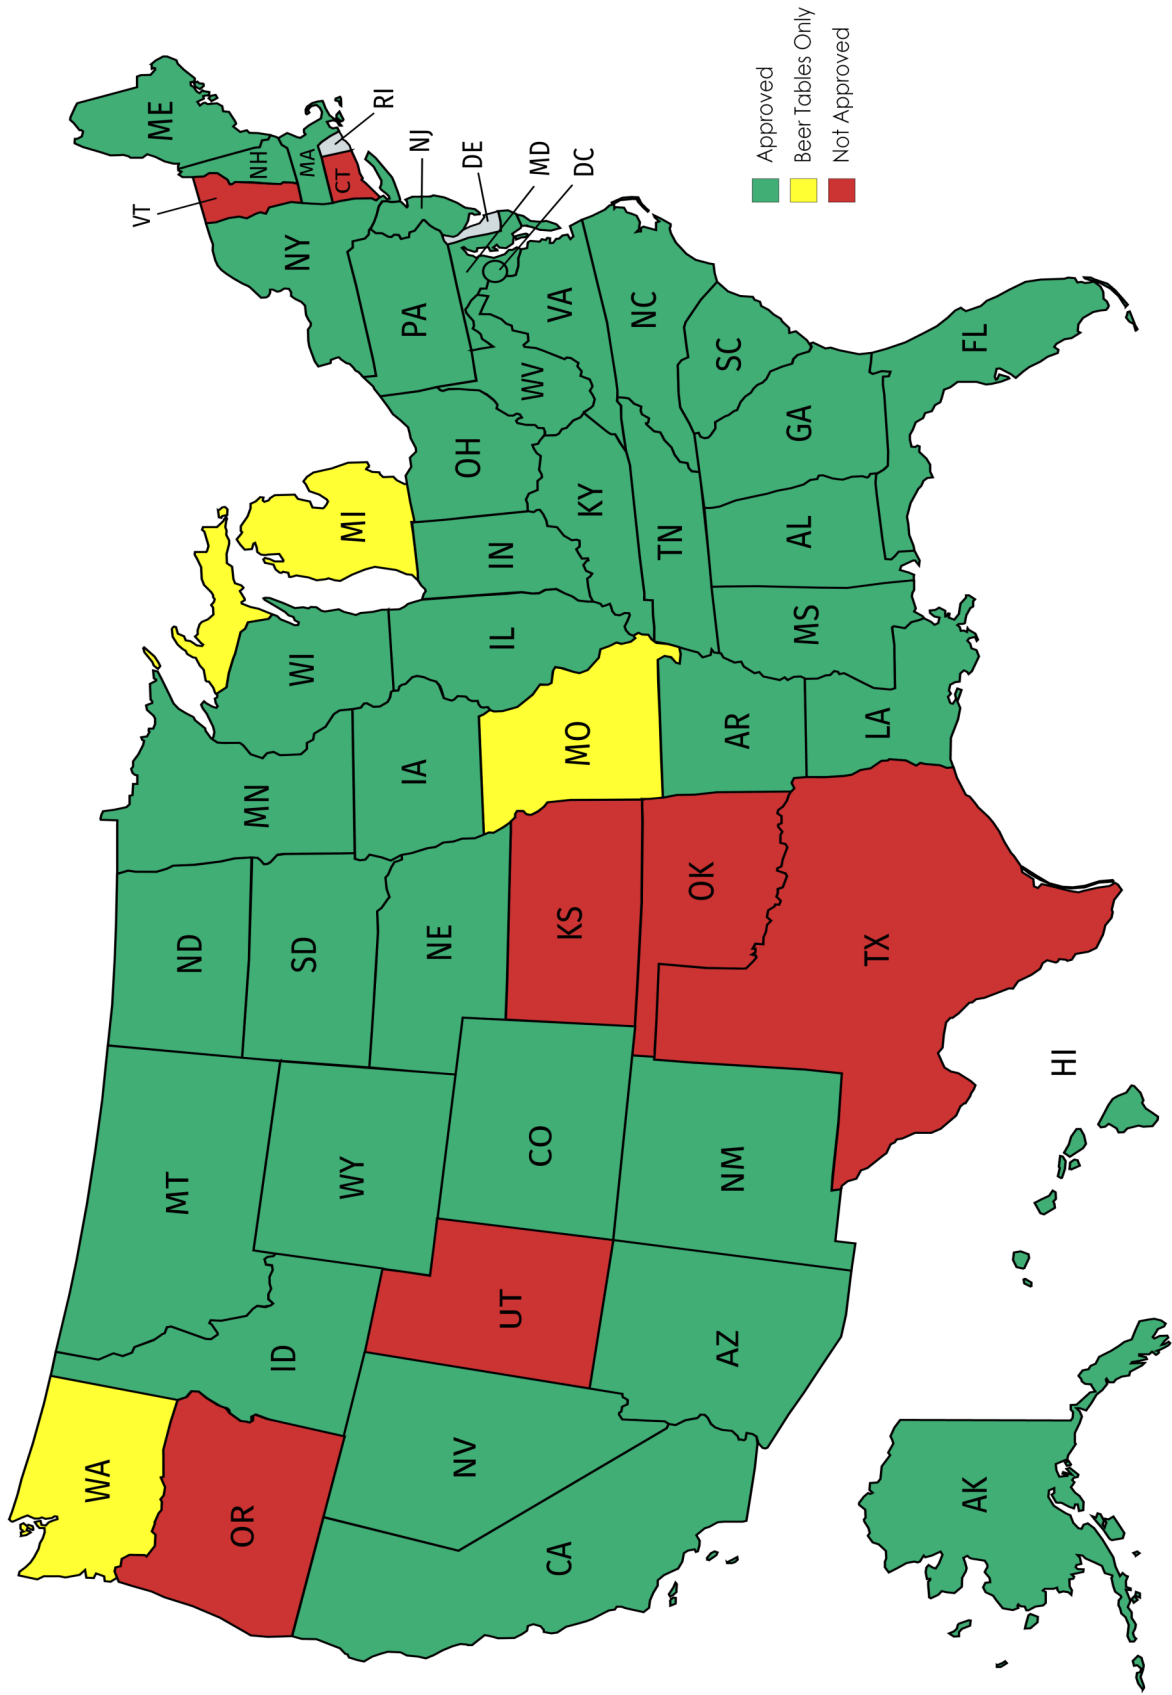 WA
OR
CA
NV
ID
MT
WY
UT
AZ
CO
NM
ND
SD
NE
KS
OK
TX
MN
IA
MO
AR
LA
WI
IL
MS
MI
IN
KY
TN
AL
OH
WV
GA
FL
SC
NC
VA
PA
NY
VT
NH
ME
MA
CT
RI
NJ
DE
MD
DC
AK
HI
Approved
Beer Tables Only
Not Approved